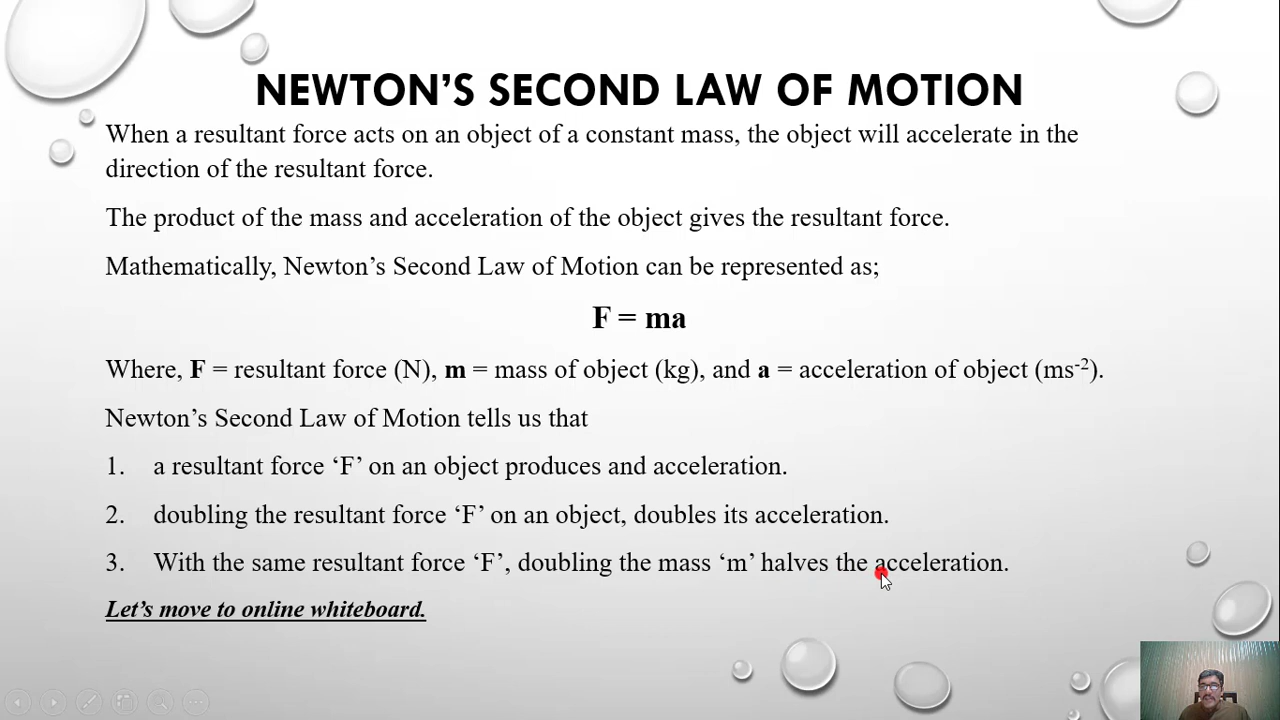 NEWTON'S SECOND LAW OF MOTION
When a resultant force acts on an object of a constant mass, the object will accelerate in the
direction of the resultant force.
The product of the mass and acceleration of the object gives the resultant force.
Mathematically, Newton's Second Law of Motion can be represented as;
F = ma
Where, F = resultant force (N), m = mass of object (kg), and a = acceleration of object (ms⁻²).
Newton's Second Law of Motion tells us that
1. a resultant force ‘F’ on an object produces and acceleration.
2. doubling the resultant force ‘F’ on an object, doubles its acceleration.
3. With the same resultant force ‘F’, doubling the mass ‘m’ halves the acceleration.
Let's move to online whiteboard.